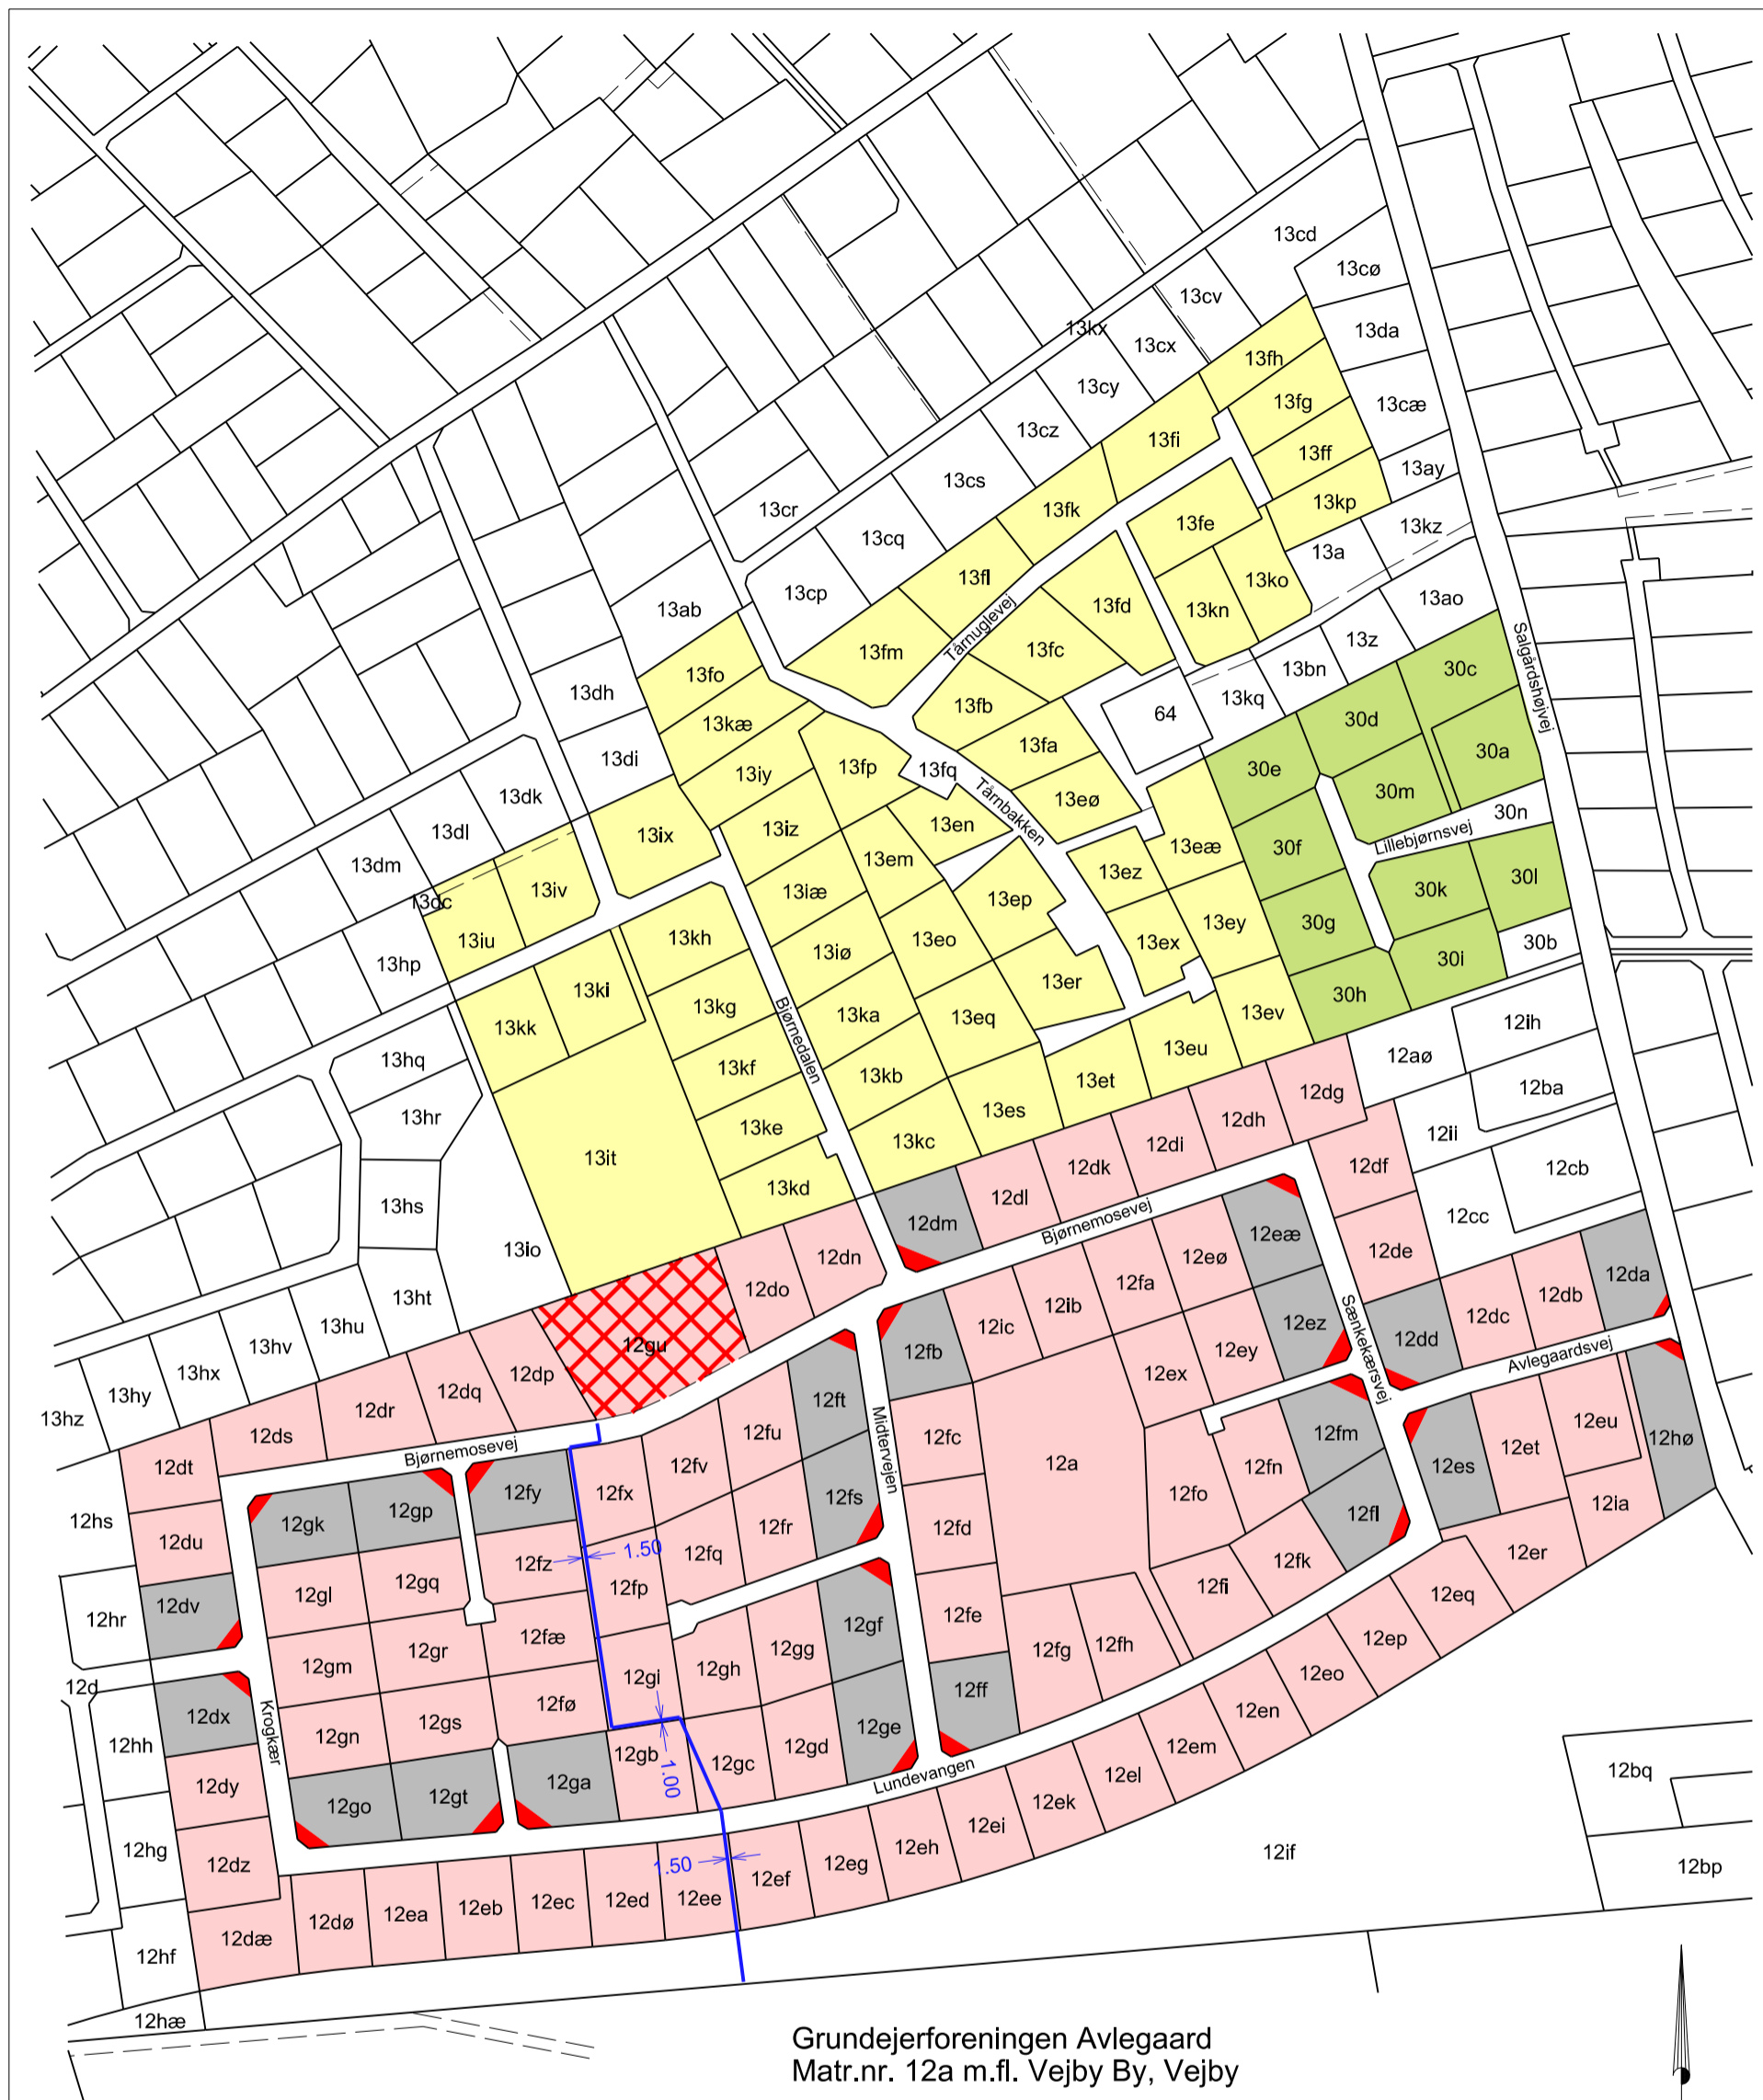 13cd
13cø
13cv
13kx
13da
13cx
13fh
13cy
13fg
13cæ
13cz
13fi
13ff
13ay
13cs
13kp
13cr
13fk
13fe
13kz
13cq
13a
13fl
13ko
13cp
13ab
13fd
13kn
13ao
Tårnuglevej
Salgårdshøjvej
13fm
13fc
13z
13bn
30c
13fo
13dh
13kq
13fb
64
30d
13kæ
13fa
30a
13di
13iy
13fp
13fq
30e
13dk
Tårnbakken
13eø
30m
30n
13dl
13ix
13iz
13en
Lillebjørnsvej
13eæ
30f
13dm
13em
13ez
13iv
13iæ
30k
30l
13dc
13ep
13iu
13kh
13ey
30g
13hp
13iø
13eo
13ex
30b
13ki
13er
30i
13kk
13kg
Bjørnedalen
13ka
13eq
30h
13ev
12ih
13hq
13kf
13kb
13eu
12aø
13et
12ba
13hr
13es
12dg
13ke
13kc
12dh
12ii
13it
12di
12dk
12df
12cb
13kd
12dl
13hs
12dm
Bjørnemosevej
12cc
13io
12dn
12eæ
12de
12eø
12da
12do
12fa
13ht
12ib
12db
13hu
12ic
12ez
Sænkekærsvej
12dc
13hv
12gu
12fb
12ey
12dd
13hx
12dp
12ex
Avlegaardsvej
13hy
12dq
12ft
13hz
12dr
12fu
12fc
12eu
12ds
12fm
12et
12hø
Bjørnemosevej
12fv
Midtervejen
12a
12fn
12es
12dt
12fy
12fx
12fs
12fo
12gp
12ia
12gk
12fr
12fd
12fl
12hs
12du
12fz
1.50
12fq
12er
12gq
12fk
12gl
12fp
12fi
12eq
12dv
12fe
12hr
12gf
12fæ
12gg
12fg
12fh
12ep
12gr
12gm
12gh
12gi
12eo
12d
12ff
12fø
12en
12dx
Krogkær
12gs
12ge
12gn
12hh
12gb
12gd
12em
12gc
12ga
1.00
Lundevangen
12el
12bq
12dy
12gt
12go
12ek
12ei
12hg
12eh
12dz
1.50
12eg
12if
12ef
12bp
12ee
12ed
12ec
12eb
12ea
12dø
12dæ
12hf
12hæ
Grundejerforeningen Avlegaard
Matr.nr. 12a m.fl. Vejby By, Vejby